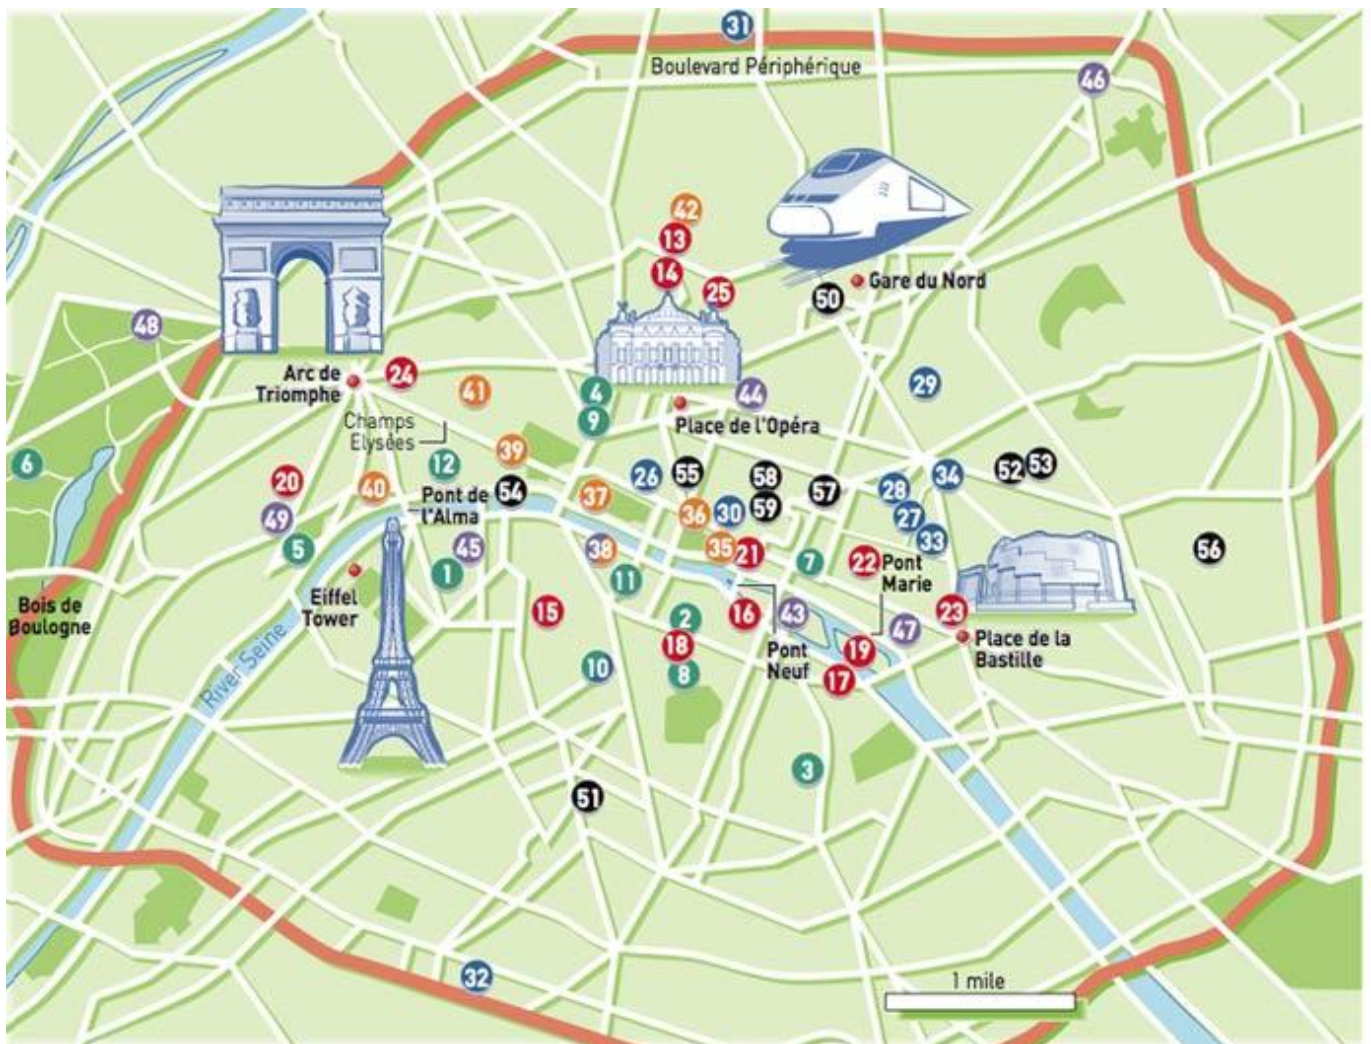 31
Boulevard Périphérique
46
42
13
14
25
Gare du Nord
50
48
Arc de
Triomphe
24
41
4
44
29
9
Place de l'Opéra
Champs
Elysées
39
6
12
20
40
Pont de
l'Alma
54
37
26
55
58
59
57
28
34
52
53
49
36
30
27
33
5
45
38
35
21
7
22
Pont
Marie
56
1
11
Eiffel
Tower
Bois de
Boulogne
15
2
16
43
47
23
Place de la
Bastille
River Seine
18
10
8
Pont
Neuf
19
17
3
51
32
1 mile